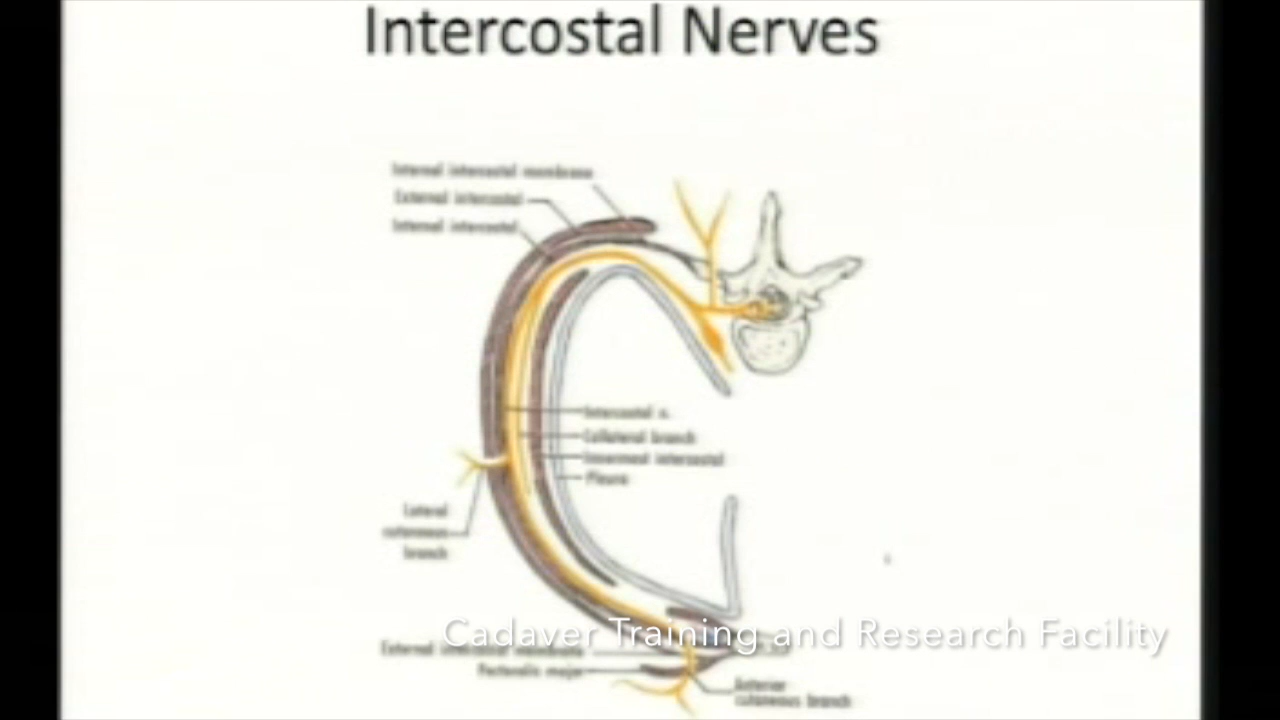 Intercostal Nerves
Internal intercostal membrane
External intercostal
Internal intercostal
Intercostal n.
Collateral branch
Innermost intercostal
Pleura
Lateral
cutaneous
branch
Cadaver Training and Research Facility
External intercostal membrane
Pectoralis major
Anterior
cutaneous branch